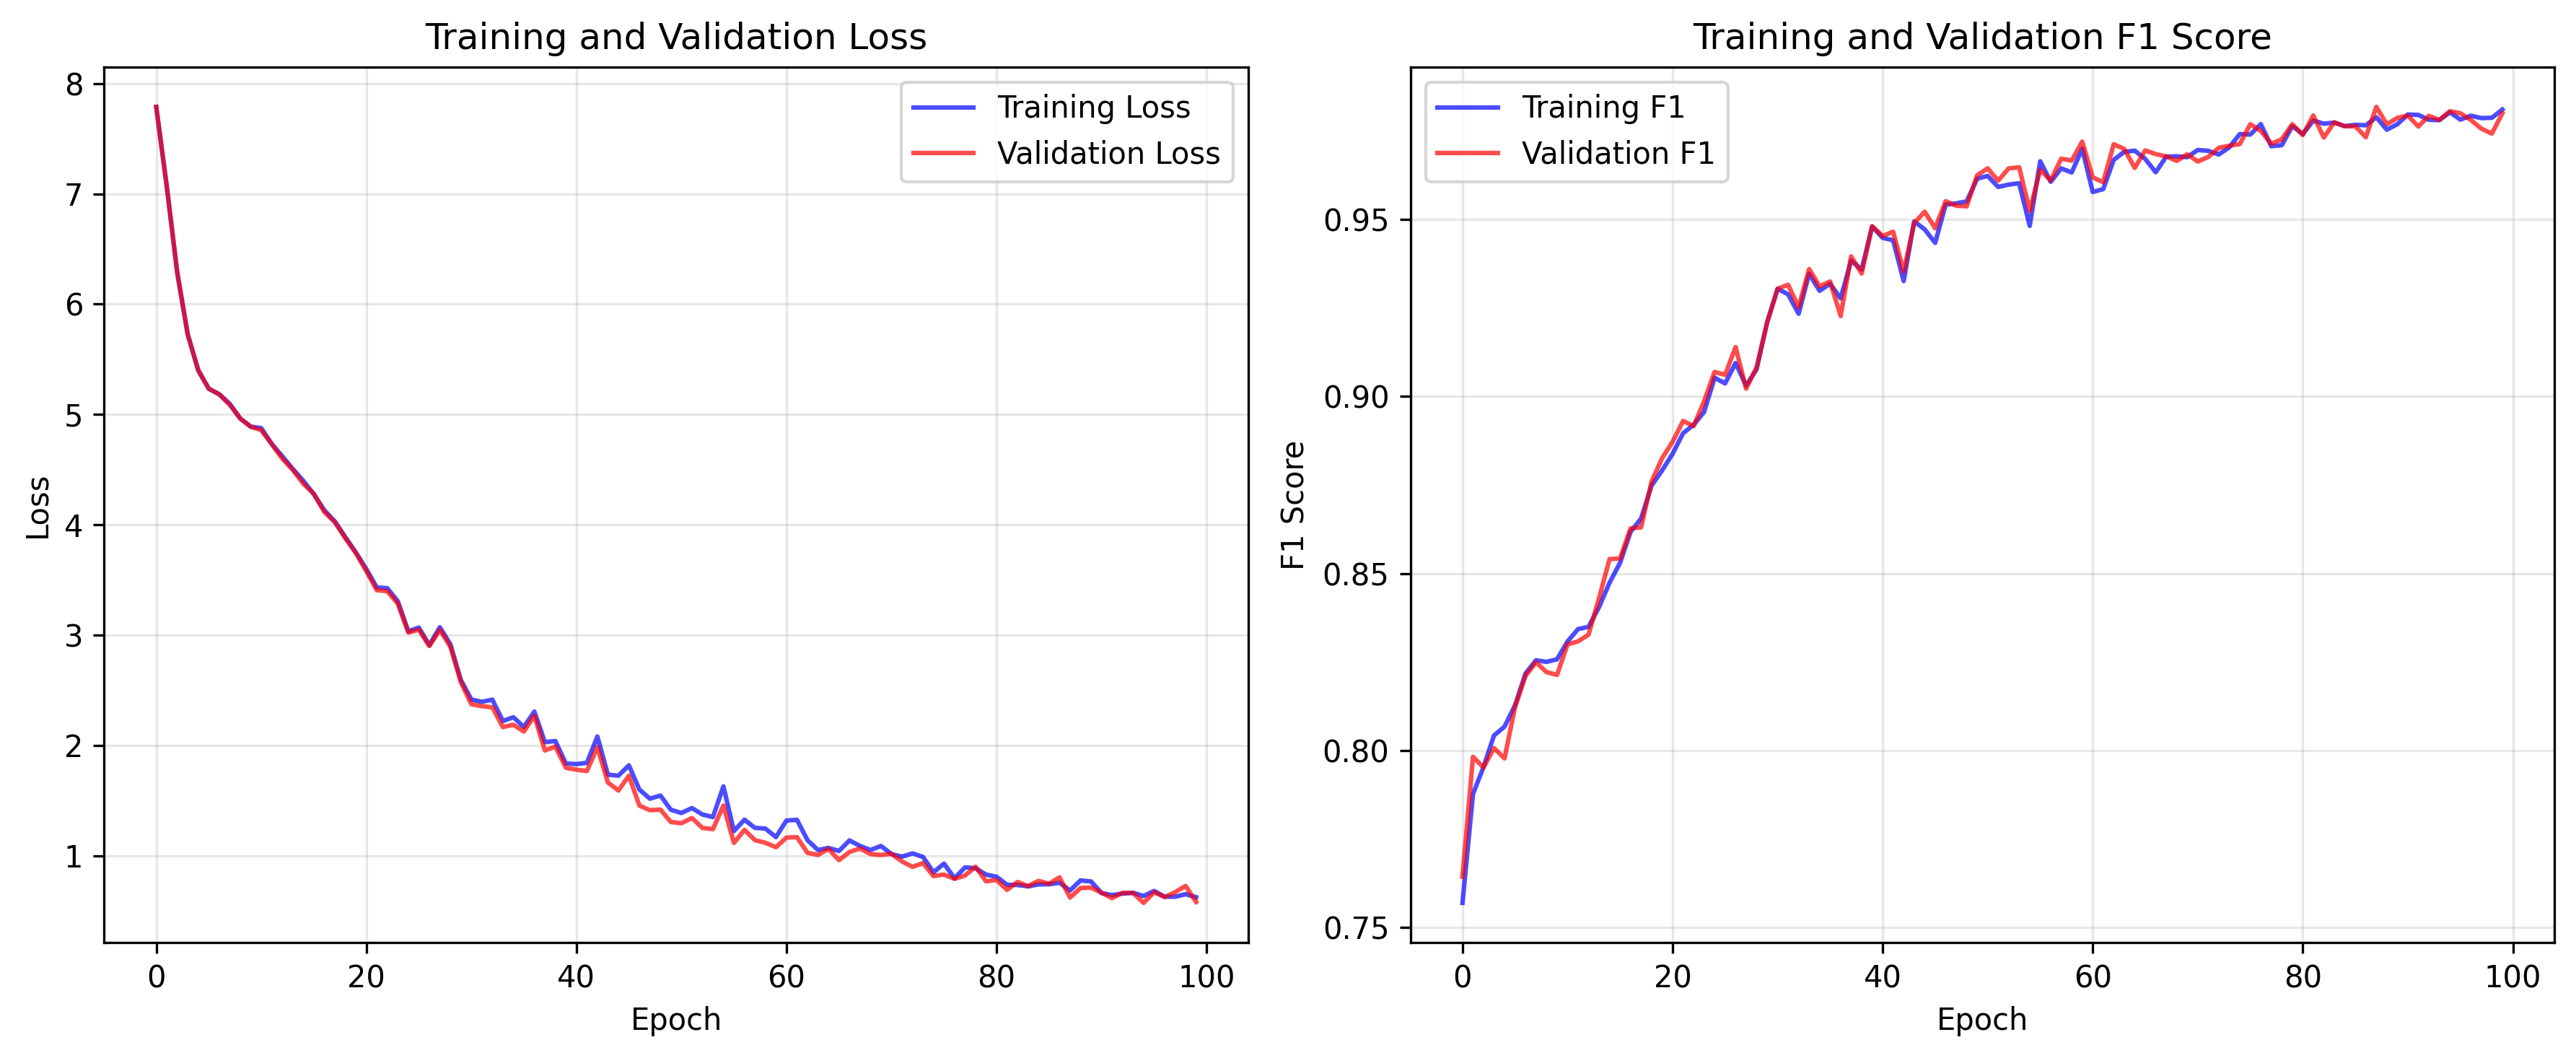 Training and Validation Loss
8
7
6
5
4
3
2
1
Loss
Training Loss
Validation Loss
0
20
40
60
80
100
Epoch
Training and Validation F1 Score
0.95
0.90
0.85
0.80
0.75
F1 Score
Training F1
Validation F1
0
20
40
60
80
100
Epoch